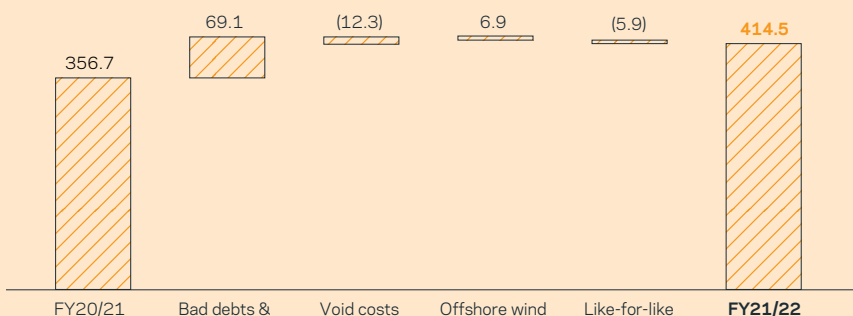 69.1 (12.3) 6.9 (5.9) 414.5
356.7
FY20/21 Bad debts & Void costs Offshore wind Like-for-like FY21/22